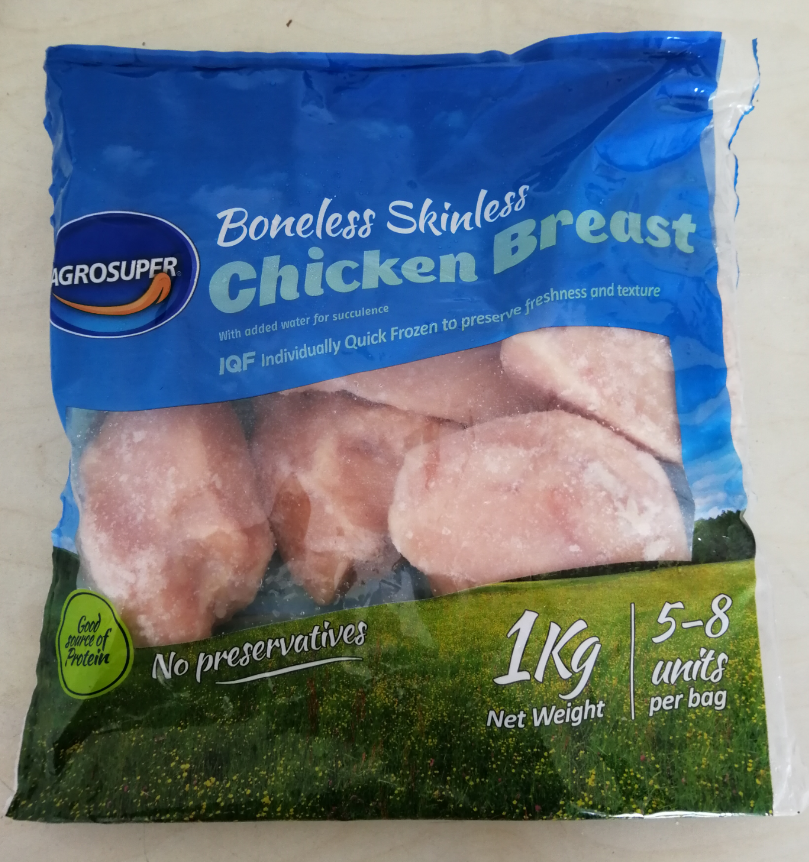 AGROSUPER
Boneless Skinless
Chicken Breast
With added water for succulence
IQF Individually Quick Frozen to preserve freshness and texture
Good
source of
Protein
No preservatives
1Kg
Net Weight
5-8
units
per bag